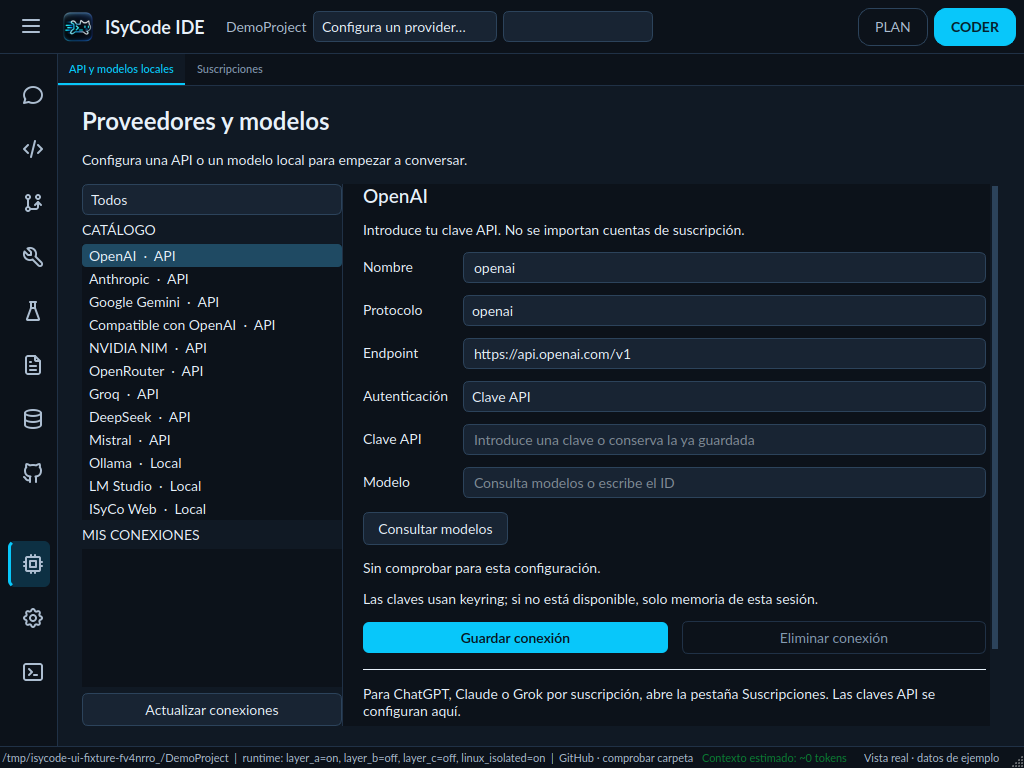 ISyCode IDE
DemoProject
Configura un provider...
PLAN
CODER
API y modelos locales
Suscripciones
Proveedores y modelos
Configura una API o un modelo local para empezar a conversar.
Todos
CATÁLOGO
OpenAI · API
Anthropic · API
Google Gemini · API
Compatible con OpenAI · API
NVIDIA NIM · API
OpenRouter · API
Groq · API
DeepSeek · API
Mistral · API
Ollama · Local
LM Studio · Local
ISyCo Web · Local
MIS CONEXIONES
Actualizar conexiones
OpenAI
Introduce tu clave API. No se importan cuentas de suscripción.
Nombre
openai
Protocolo
openai
Endpoint
https://api.openai.com/v1
Autenticación
Clave API
Clave API
Introduce una clave o conserva la ya guardada
Modelo
Consulta modelos o escribe el ID
Consultar modelos
Sin comprobar para esta configuración.
Las claves usan keyring; si no está disponible, solo memoria de esta sesión.
Guardar conexión
Eliminar conexión
Para ChatGPT, Claude o Grok por suscripción, abre la pestaña Suscripciones. Las claves API se
configuran aquí.
/tmp/isycode-ui-fixture-fv4nrro_/DemoProject | runtime: layer_a=on, layer_b=off, layer_c=off, linux_isolated=on | GitHub · comprobar carpeta Contexto estimado: ~0 tokens Vista real · datos de ejemplo